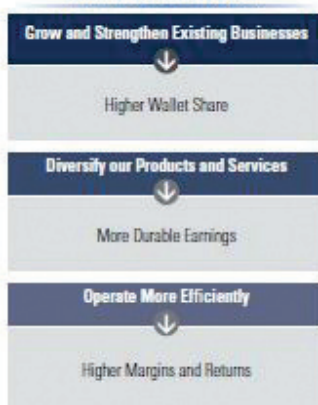 Grow and Strengthen Existing Businesses
Higher Wallet Share
Diversify our Products and Services
More Durable Earnings
Operate More Efficiently
Higher Margins and Returns